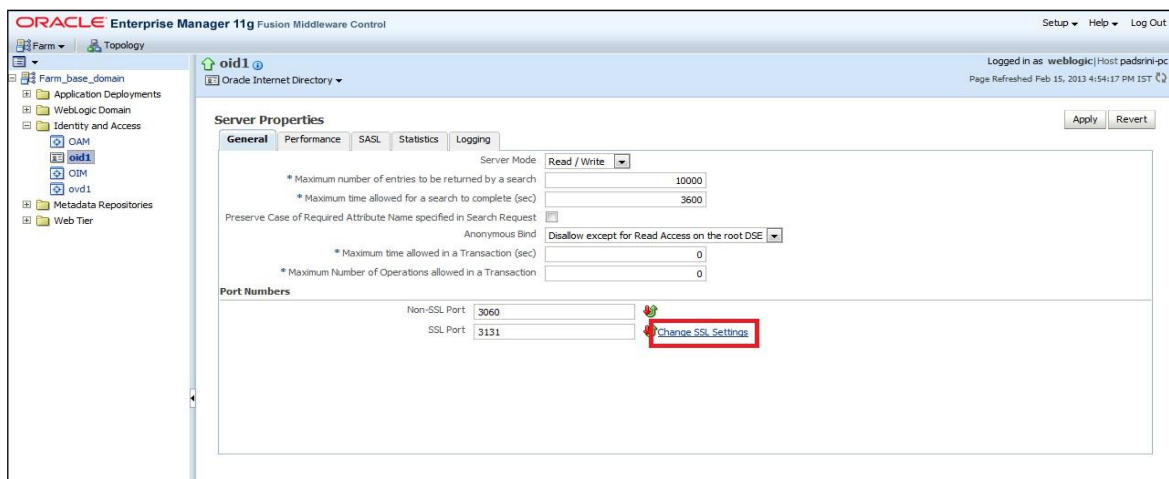 ORACLE Enterprise Manager 11g Fusion Middleware Control
Setup Help Log Out
Farm Topology
Farm_base_domain
Application Deployments
WebLogic Domain
Identity and Access
OAM
oid1
OIM
ovd1
Metadata Repositories
Web Tier
oid1
Oracle Internet Directory
Logged in as weblogic|Host padsrini-pc
Page Refreshed Feb 15, 2013 4:54:17 PM IST
Server Properties
Apply Revert
General Performance SASL Statistics Logging
Server Mode Read / Write
* Maximum number of entries to be returned by a search 10000
* Maximum time allowed for a search to complete (sec) 3600
Preserve Case of Required Attribute Name specified in Search Request
Anonymous Bind Disallow except for Read Access on the root DSE
* Maximum time allowed in a Transaction (sec) 0
* Maximum Number of Operations allowed in a Transaction 0
Port Numbers
Non-SSL Port 3060
SSL Port 3131 Change SSL Settings